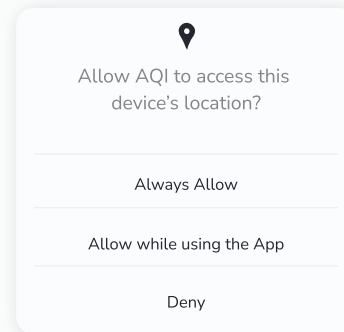 Allow AQI to access this
device's location?
Always Allow
Allow while using the App
Deny